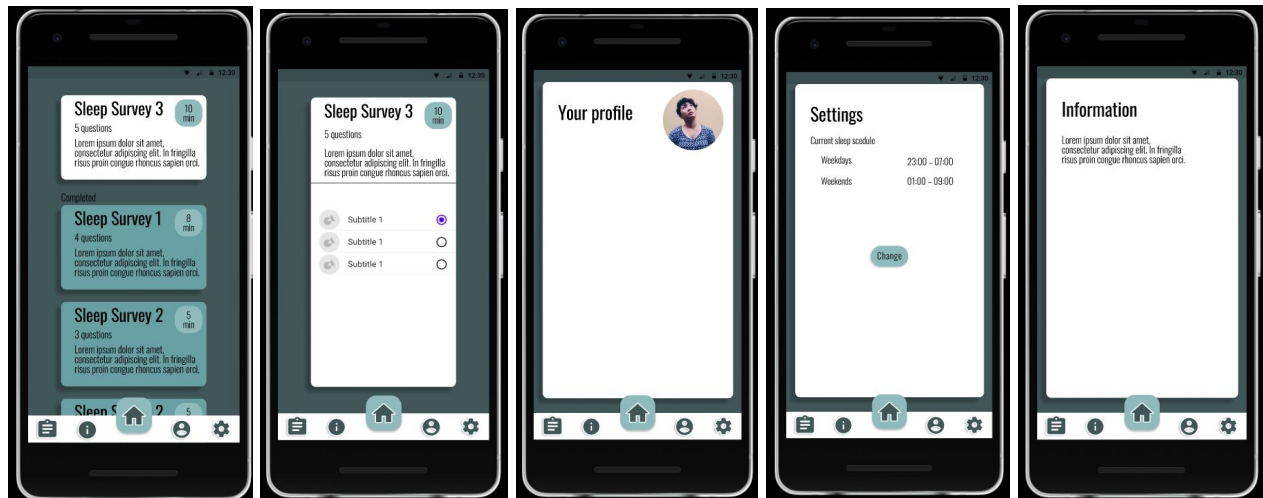 12:30
Sleep Survey 3
10
min
5 questions
Lorem ipsum dolor sit amet,
consectetur adipiscing elit. In fringilla
risus proin congue rhoncus sapien orci.
Completed
Sleep Survey 1
8
min
4 questions
Lorem ipsum dolor sit amet,
consectetur adipiscing elit. In fringilla
risus proin congue rhoncus sapien orci.
Sleep Survey 2
5
min
3 questions
Lorem ipsum dolor sit amet,
consectetur adipiscing elit. In fringilla
risus proin congue rhoncus sapien orci.
Sleep S
2
5
12:30
Sleep Survey 3
10
min
5 questions
Lorem ipsum dolor sit amet,
consectetur adipiscing elit. In fringilla
risus proin congue rhoncus sapien orci.
Subtitle 1
Subtitle 1
Subtitle 1
12:30
Your profile
12:30
Settings
Current sleep scedule
Weekdays 23:00 – 07:00
Weekends 01:00 – 09:00
Change
12:30
Information
Lorem ipsum dolor sit amet,
consectetur adipiscing elit. In fringilla
risus proin congue rhoncus sapien orci.